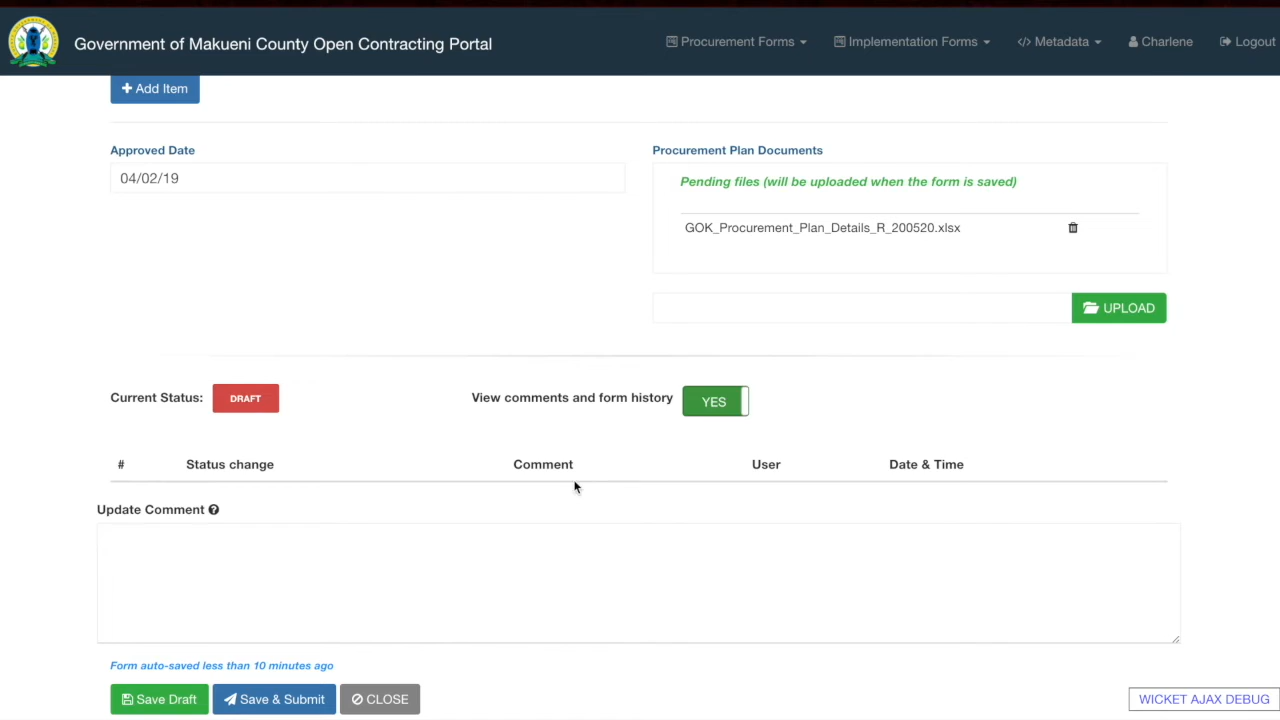 Government of Makueni County Open Contracting Portal
Procurement Forms
Implementation Forms
</> Metadata
Charlene
Logout
+ Add Item
Approved Date
04/02/19
Procurement Plan Documents
Pending files (will be uploaded when the form is saved)
GOK_Procurement_Plan_Details_R_200520.xlsx
UPLOAD
Current Status: DRAFT
View comments and form history YES
# Status change Comment User Date & Time
Update Comment ?
Form auto-saved less than 10 minutes ago
Save Draft
Save & Submit
CLOSE
WICKET AJAX DEBUG